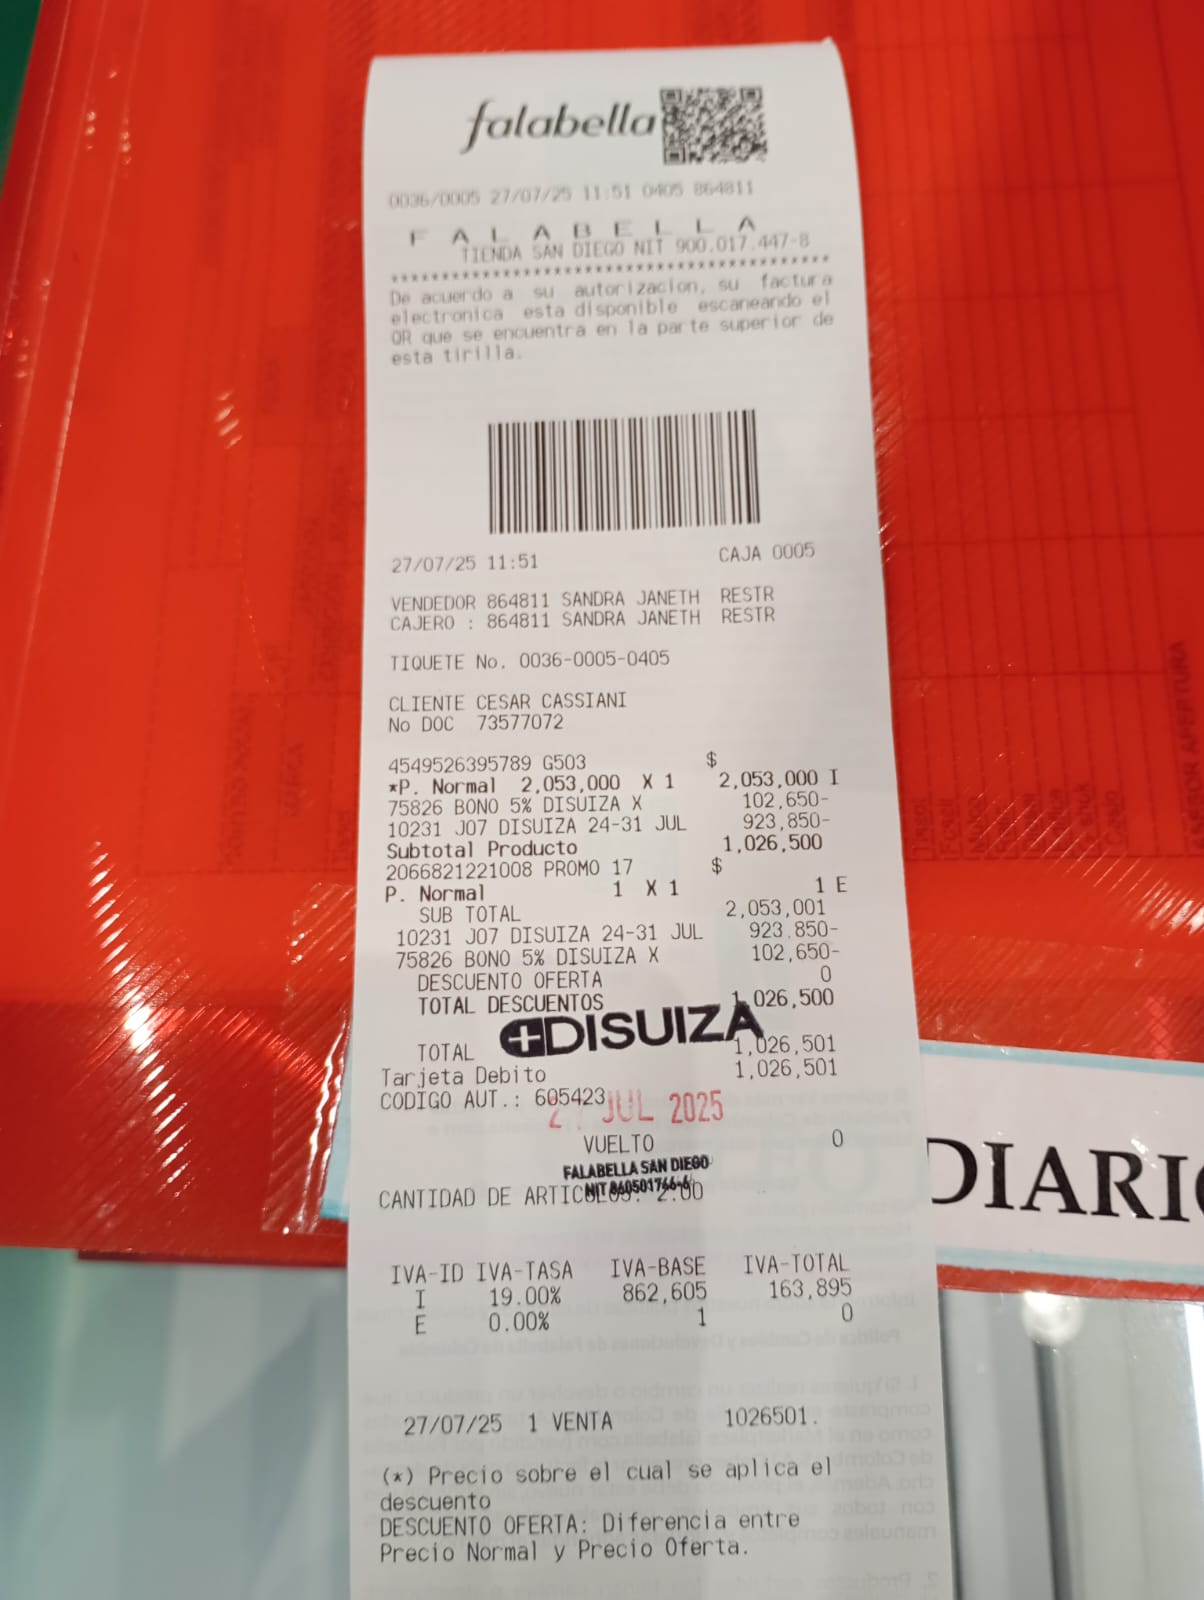 falabella
0036/0005 27/07/25 11:51 0405 864811
F A L A B E L L A
TIENDA SAN DIEGO NIT 900.017.447-8
******************************************
De acuerdo a su autorizacion, su factura
electronica esta disponible escaneando el
QR que se encuentra en la parte superior de
esta tirilla.
27/07/25 11:51 CAJA 0005
VENDEDOR 864811 SANDRA JANETH RESTR
CAJERO : 864811 SANDRA JANETH RESTR
TIQUETE No. 0036-0005-0405
CLIENTE CESAR CASSIANI
No DOC 73577072
4549526395789 G503 $
*P. Normal 2,053,000 X 1 2,053,000 I
75826 BONO 5% DISUIZA X 102,650-
10231 J07 DISUIZA 24-31 JUL 923,850-
Subtotal Producto 1,026,500
2066821221008 PROMO 17 $
P. Normal 1 X 1 1 E
SUB TOTAL 2,053,001
10231 J07 DISUIZA 24-31 JUL 923,850-
75826 BONO 5% DISUIZA X 102,650-
DESCUENTO OFERTA 0
TOTAL DESCUENTOS 1,026,500
DISUIZA
TOTAL 1,026,501
Tarjeta Debito 1,026,501
CODIGO AUT.: 605423
27 JUL 2025
VUELTO 0
FALABELLA SAN DIEGO
NIT 860501766-6
CANTIDAD DE ARTICULOS: 2.00
IVA-ID IVA-TASA IVA-BASE IVA-TOTAL
I 19.00% 862,605 163,895
E 0.00% 1 0
27/07/25 1 VENTA 1026501.
(*) Precio sobre el cual se aplica el
descuento
DESCUENTO OFERTA: Diferencia entre
Precio Normal y Precio Oferta.
DIARIO